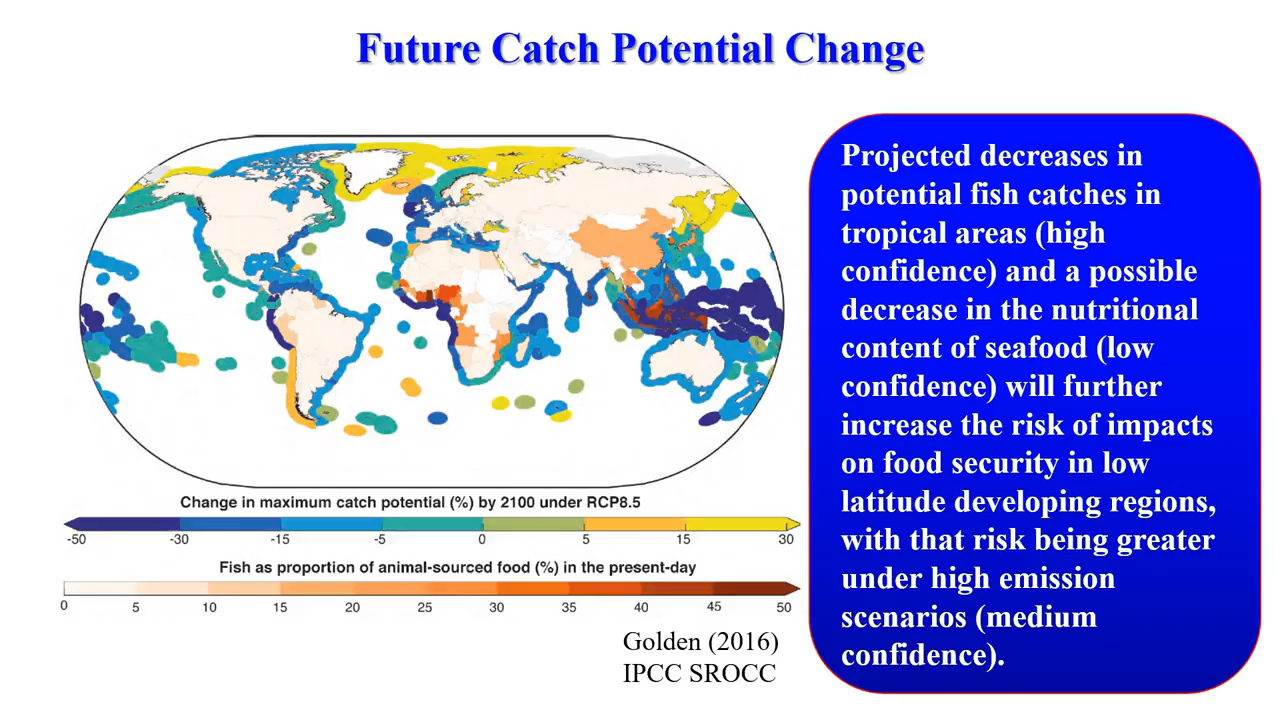 Future Catch Potential Change
Projected decreases in
potential fish catches in
tropical areas (high
confidence) and a possible
decrease in the nutritional
content of seafood (low
confidence) will further
increase the risk of impacts
on food security in low
latitude developing regions,
with that risk being greater
under high emission
scenarios (medium
confidence).
Change in maximum catch potential (%) by 2100 under RCP8.5
-50 -30 -15 -5 0 5 15 30
Fish as proportion of animal-sourced food (%) in the present-day
0 5 10 15 20 25 30 35 40 45 50
Golden (2016)
IPCC SROCC